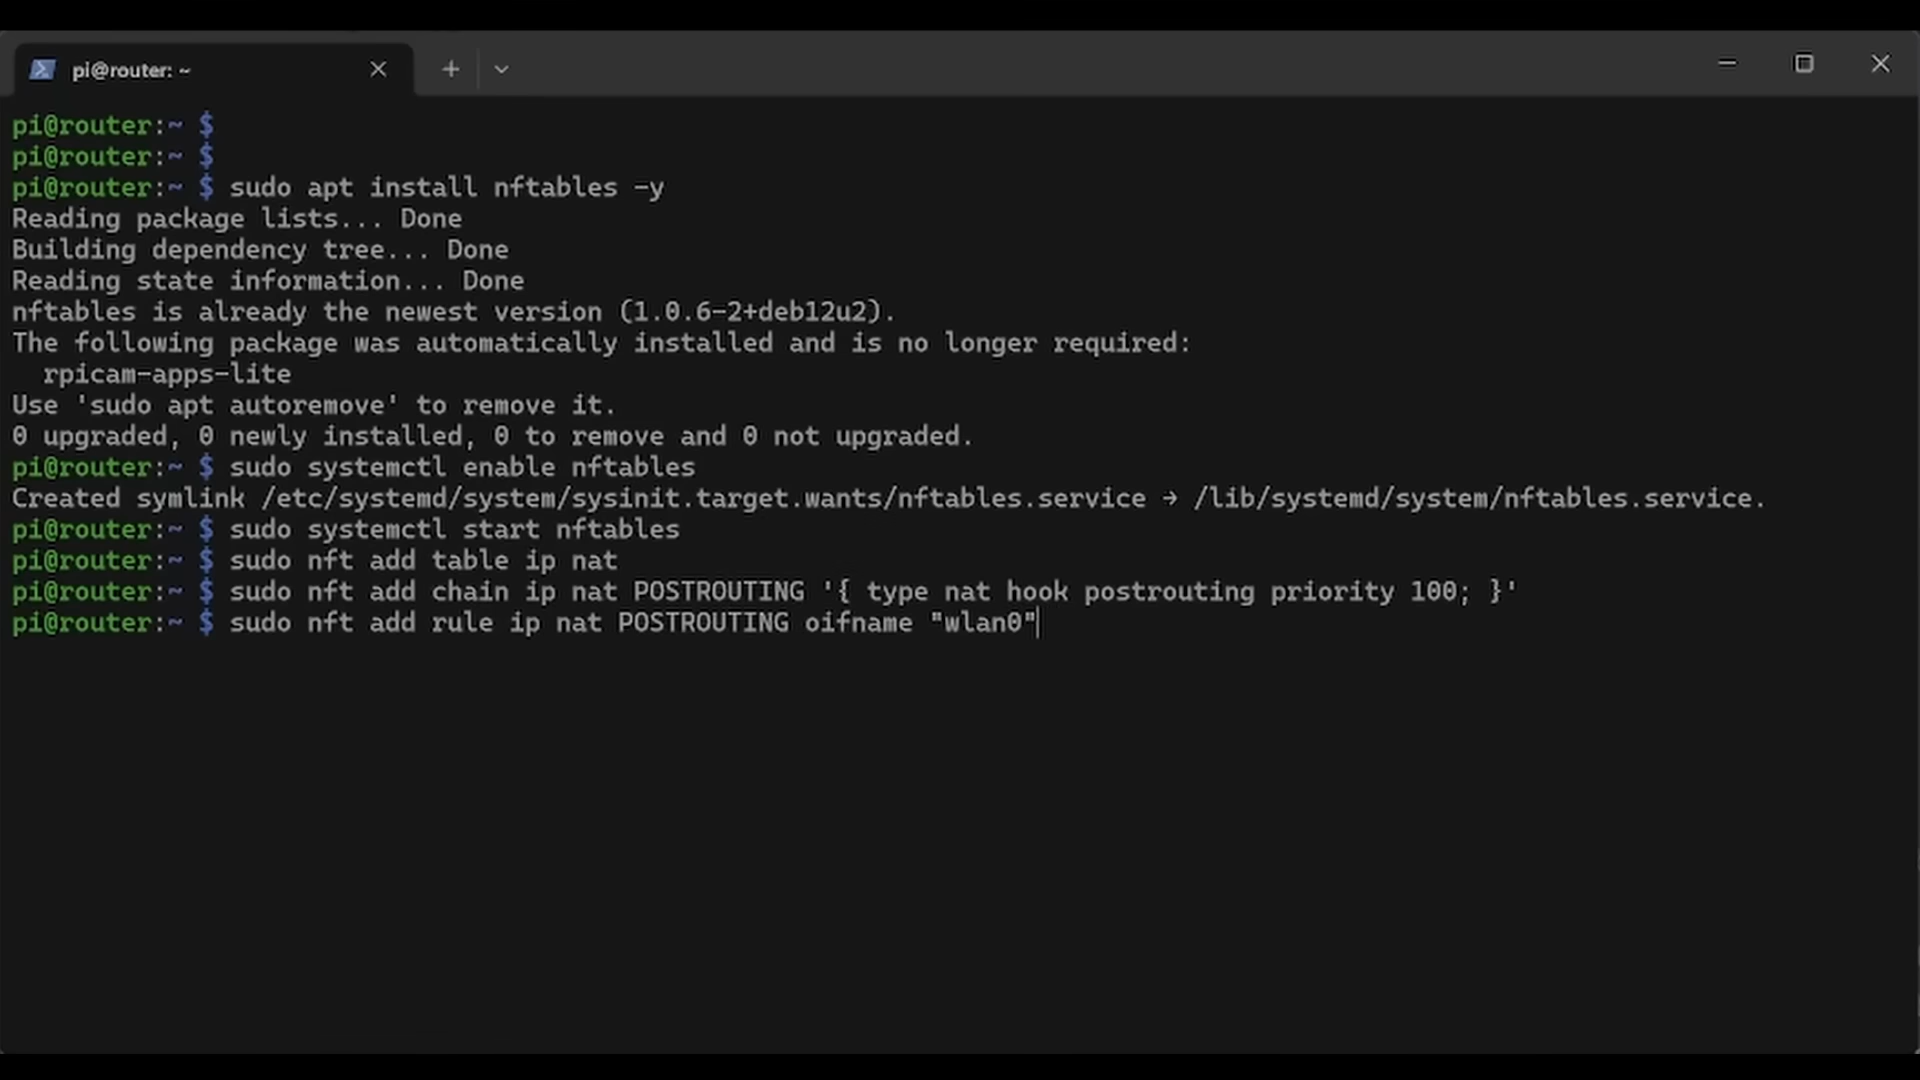 pi@router: ~
pi@router:~ $
pi@router:~ $
pi@router:~ $ sudo apt install nftables -y
Reading package lists... Done
Building dependency tree... Done
Reading state information... Done
nftables is already the newest version (1.0.6-2+deb12u2).
The following package was automatically installed and is no longer required:
  rpicam-apps-lite
Use 'sudo apt autoremove' to remove it.
0 upgraded, 0 newly installed, 0 to remove and 0 not upgraded.
pi@router:~ $ sudo systemctl enable nftables
Created symlink /etc/systemd/system/sysinit.target.wants/nftables.service → /lib/systemd/system/nftables.service.
pi@router:~ $ sudo systemctl start nftables
pi@router:~ $ sudo nft add table ip nat
pi@router:~ $ sudo nft add chain ip nat POSTROUTING '{ type nat hook postrouting priority 100; }'
pi@router:~ $ sudo nft add rule ip nat POSTROUTING oifname "wlan0"